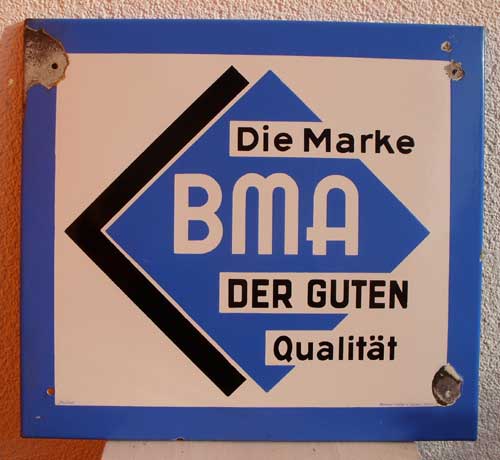 Die Marke
BMA
DER GUTEN
Qualität